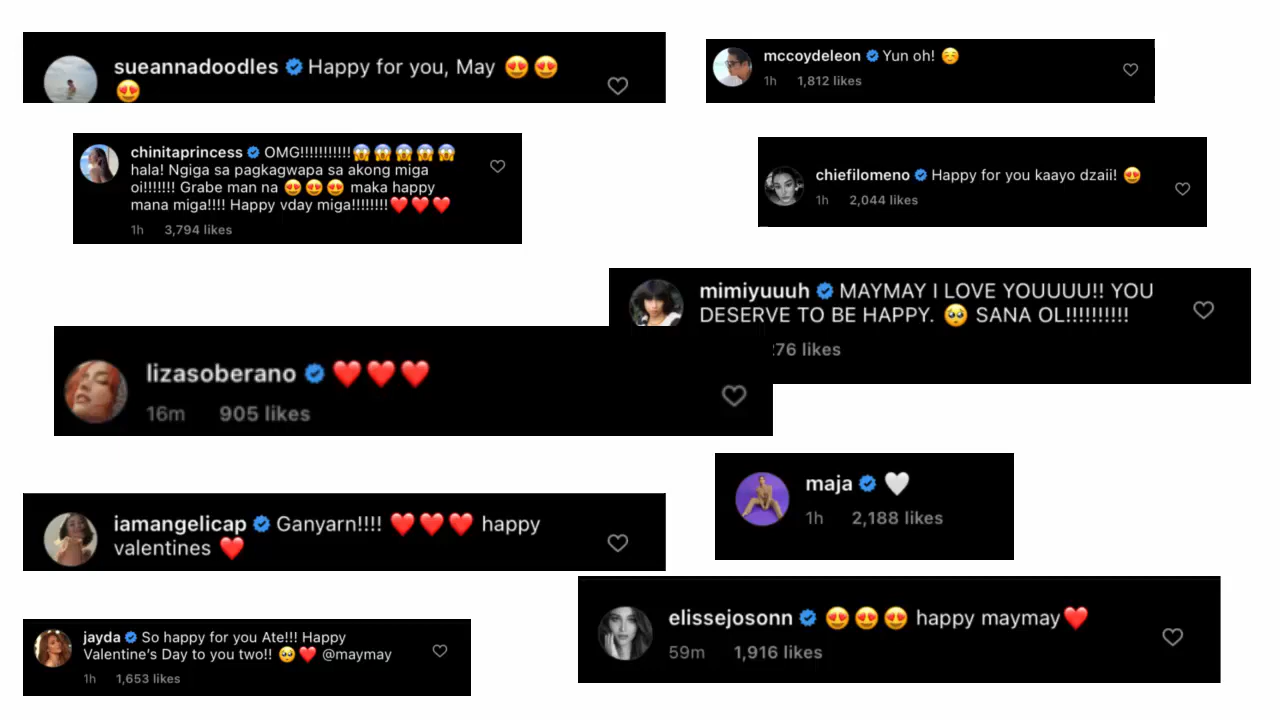 sueannadoodles Happy for you, May 😍😍
😍
mccoydeleon Yun oh! ☺️
1h 1,812 likes
chinitaprincess OMG!!!!!!!!!!!😱😱😱😱😱
hala! Ngiga sa pagkagwapa sa akong miga
oi!!!!!!! Grabe man na 😍😍😍 maka happy
mana miga!!!! Happy vday miga!!!!!!!!❤️❤️❤️
1h 3,794 likes
chiefilomeno Happy for you kaayo dzaii! 😍
1h 2,044 likes
mimiyuuuh MAYMAY I LOVE YOUUUU!! YOU
DESERVE TO BE HAPPY. 🥺 SANA OL!!!!!!!!!!
276 likes
lizasoberano ❤️❤️❤️
16m 905 likes
maja 🤍
1h 2,188 likes
iamangelicap Ganyarn!!!! ❤️❤️❤️ happy
valentines ❤️
elissejosonn 😍😍😍 happy maymay❤️
59m 1,916 likes
jayda So happy for you Ate!!! Happy
Valentine's Day to you two!! 🥺❤️ @maymay
1h 1,653 likes